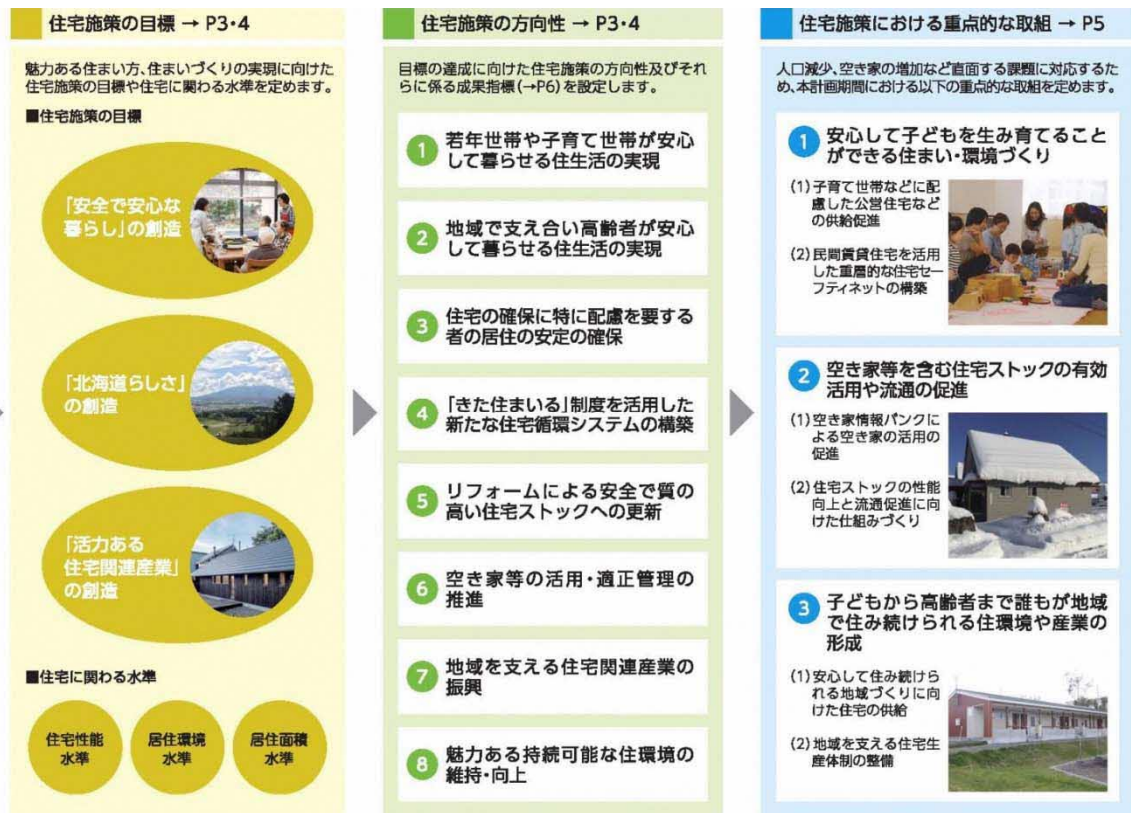 住宅施策の目標 → P3・4
魅力ある住まい方、住まいづくりの実現に向けた
住宅施策の目標や住宅に関わる水準を定めます。
■住宅施策の目標
「安全で安心な
暮らし」の創造
「北海道らしさ」
の創造
「活力ある
住宅関連産業」
の創造
■住宅に関わる水準
住宅性能
水準
居住環境
水準
居住面積
水準
住宅施策の方向性 → P3・4
目標の達成に向けた住宅施策の方向性及びそれ
らに係る成果指標(→P6)を設定します。
1 若年世帯や子育て世帯が安心
して暮らせる住生活の実現
2 地域で支え合い高齢者が安心
して暮らせる住生活の実現
3 住宅の確保に特に配慮を要する
者の居住の安定の確保
4 「きた住まいる」制度を活用した
新たな住宅循環システムの構築
5 リフォームによる安全で質の
高い住宅ストックへの更新
6 空き家等の活用・適正管理の
推進
7 地域を支える住宅関連産業の
振興
8 魅力ある持続可能な住環境の
維持・向上
住宅施策における重点的な取組 → P5
人口減少、空き家の増加など直面する課題に対応するた
め、本計画期間における以下の重点的な取組を定めます。
1 安心して子どもを生み育てること
ができる住まい・環境づくり
(1)子育て世帯などに配
慮した公営住宅など
の供給促進
(2)民間賃貸住宅を活用
した重層的な住宅セー
フティネットの構築
2 空き家等を含む住宅ストックの有効
活用や流通の促進
(1)空き家情報バンクに
よる空き家の活用の
促進
(2)住宅ストックの性能
向上と流通促進に向
けた仕組みづくり
3 子どもから高齢者まで誰もが地域
で住み続けられる住環境や産業の
形成
(1)安心して住み続けら
れる地域づくりに向
けた住宅の供給
(2)地域を支える住宅生
産体制の整備